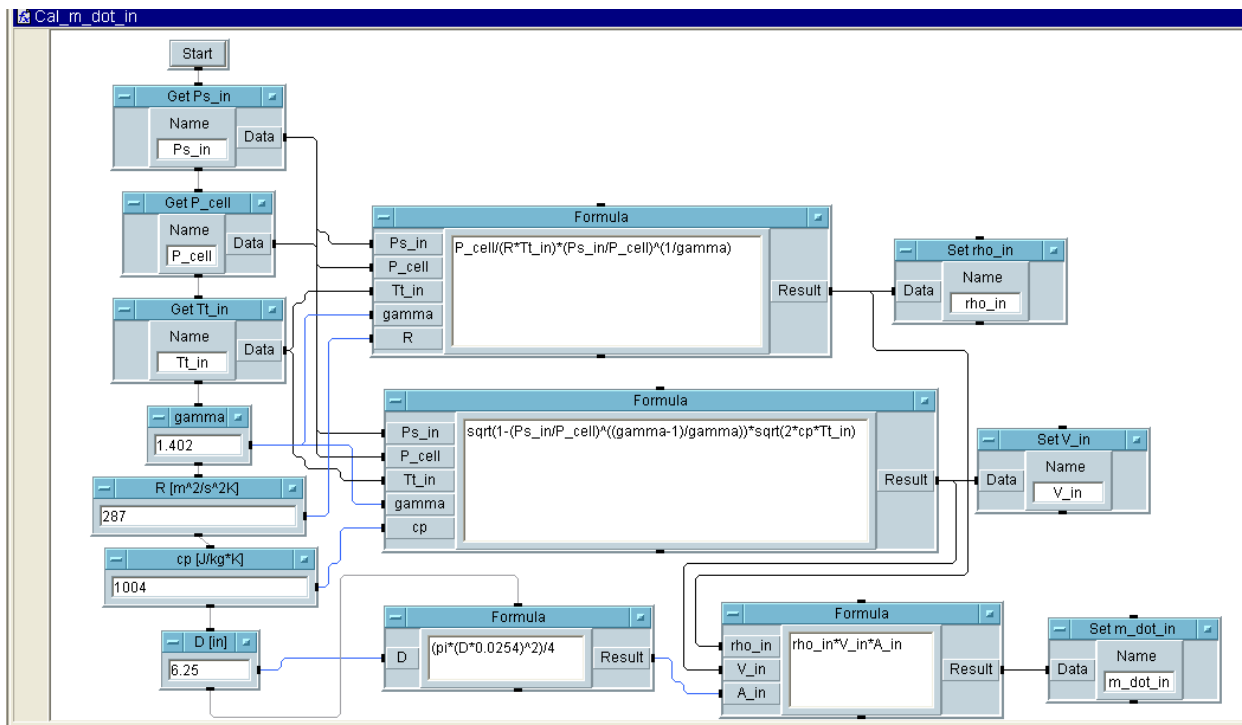 Cal_m_dot_in
Start
Get Ps_in
Name
Ps_in
Data
Get P_cell
Name
P_cell
Data
Get Tt_in
Name
Tt_in
Data
gamma
1.402
R [m^2/s^2K]
287
cp [J/kg*K]
1004
D [in]
6.25
Formula
Ps_in
P_cell
Tt_in
gamma
R
P_cell/(R*Tt_in)*(Ps_in/P_cell)^(1/gamma)
Result
Set rho_in
Name
Data
rho_in
Formula
Ps_in
P_cell
Tt_in
gamma
cp
sqrt(1-(Ps_in/P_cell)^((gamma-1)/gamma))*sqrt(2*cp*Tt_in)
Result
Set V_in
Name
Data
V_in
Formula
D
(pi*(D*0.0254)^2)/4
Result
Formula
rho_in
V_in
A_in
rho_in*V_in*A_in
Result
Set m_dot_in
Name
Data
m_dot_in